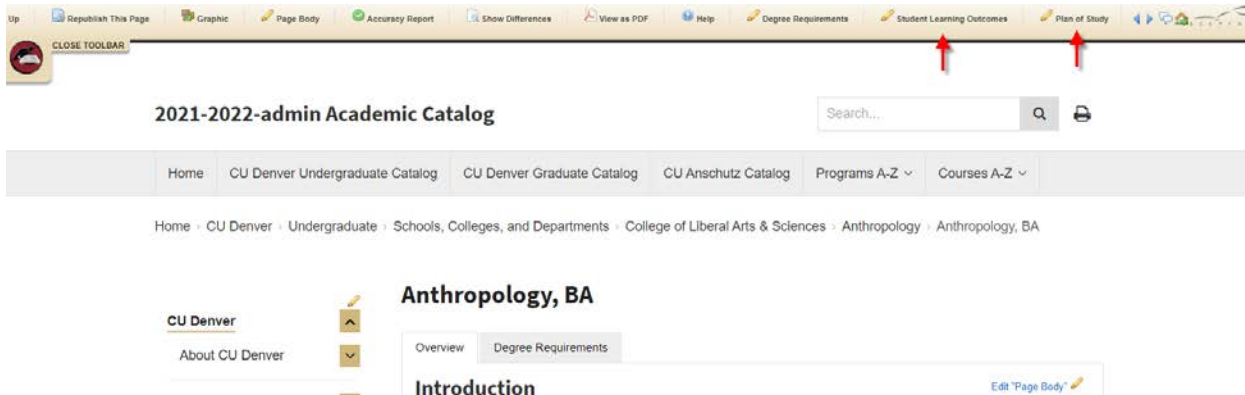 Up Republish This Page Graphic Page Body Accuracy Report Show Differences View as PDF Help Degree Requirements Student Learning Outcomes Plan of Study
CLOSE TOOLBAR
2021-2022-admin Academic Catalog Search...
Home CU Denver Undergraduate Catalog CU Denver Graduate Catalog CU Anschutz Catalog Programs A-Z Courses A-Z
Home › CU Denver › Undergraduate › Schools, Colleges, and Departments › College of Liberal Arts & Sciences › Anthropology › Anthropology, BA
Anthropology, BA
CU Denver
About CU Denver
Overview Degree Requirements
Introduction Edit "Page Body"